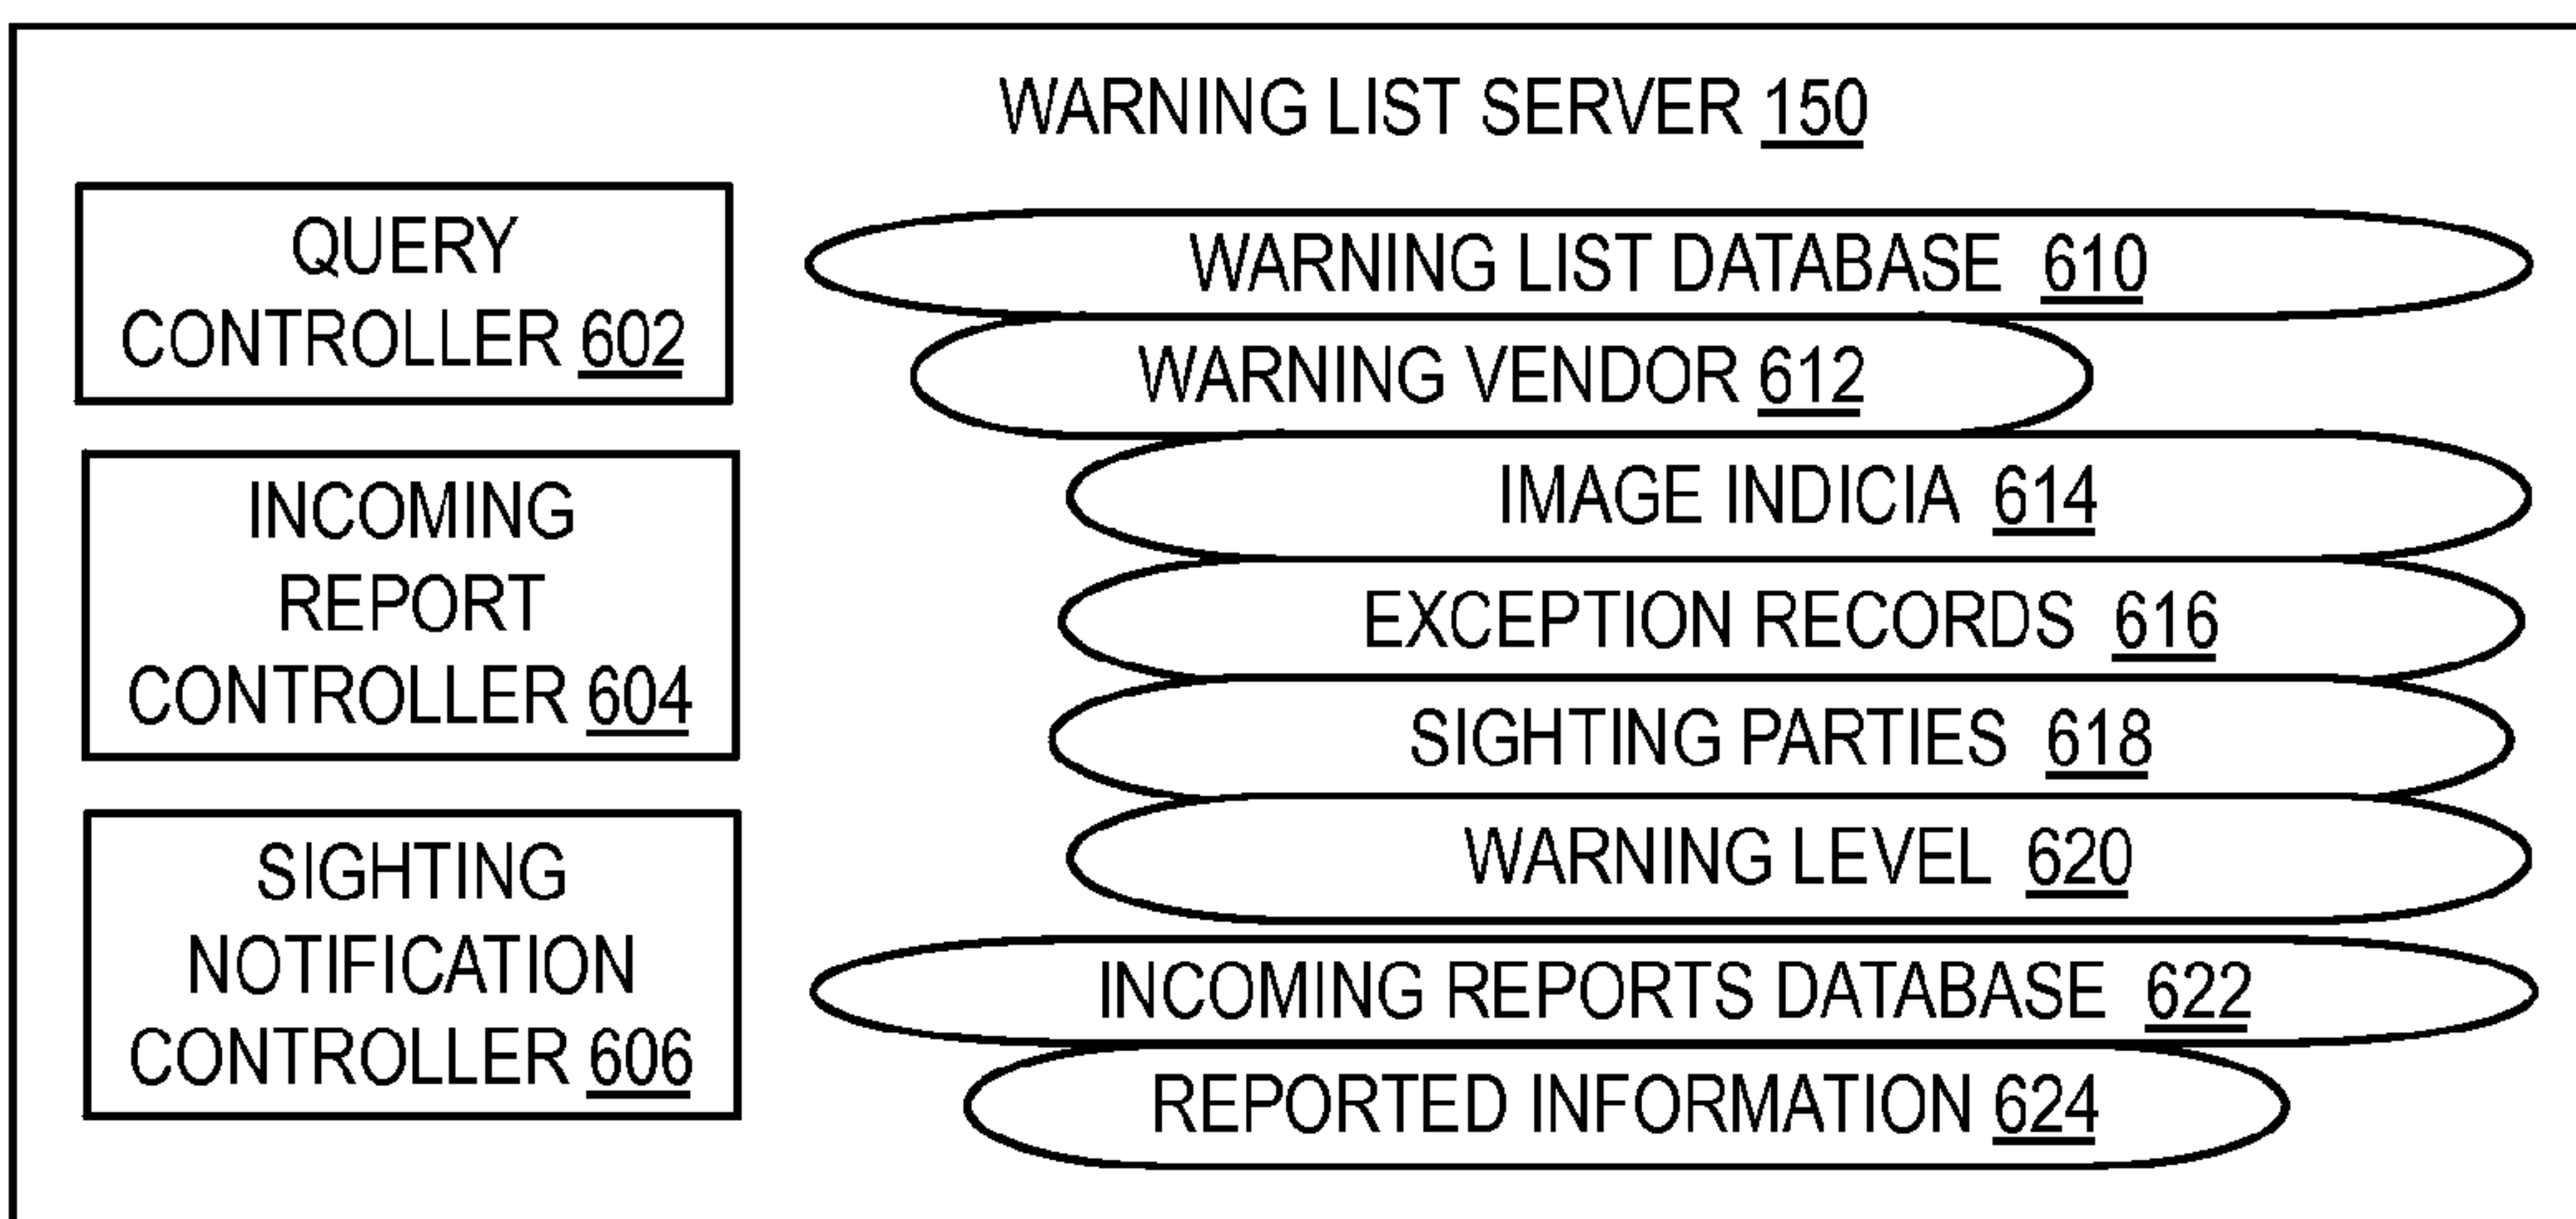 WARNING LIST SERVER 150
QUERY
CONTROLLER 602
INCOMING
REPORT
CONTROLLER 604
SIGHTING
NOTIFICATION
CONTROLLER 606
WARNING LIST DATABASE 610
WARNING VENDOR 612
IMAGE INDICIA 614
EXCEPTION RECORDS 616
SIGHTING PARTIES 618
WARNING LEVEL 620
INCOMING REPORTS DATABASE 622
REPORTED INFORMATION 624